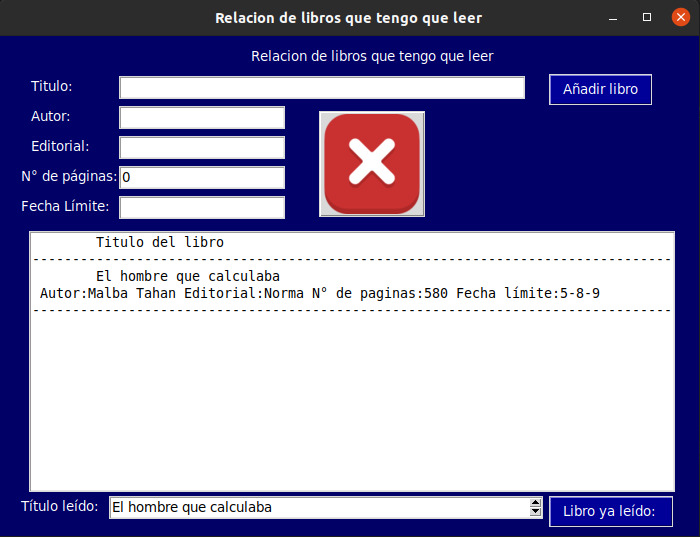 Relacion de libros que tengo que leer
Relacion de libros que tengo que leer
Titulo:
Añadir libro
Autor:
Editorial:
N° de páginas: 0
Fecha Límite:
Titulo del libro
--------------------------------------------------------------------------------
El hombre que calculaba
Autor:Malba Tahan Editorial:Norma N° de paginas:580 Fecha límite:5-8-9
--------------------------------------------------------------------------------
Título leído: El hombre que calculaba
Libro ya leído: